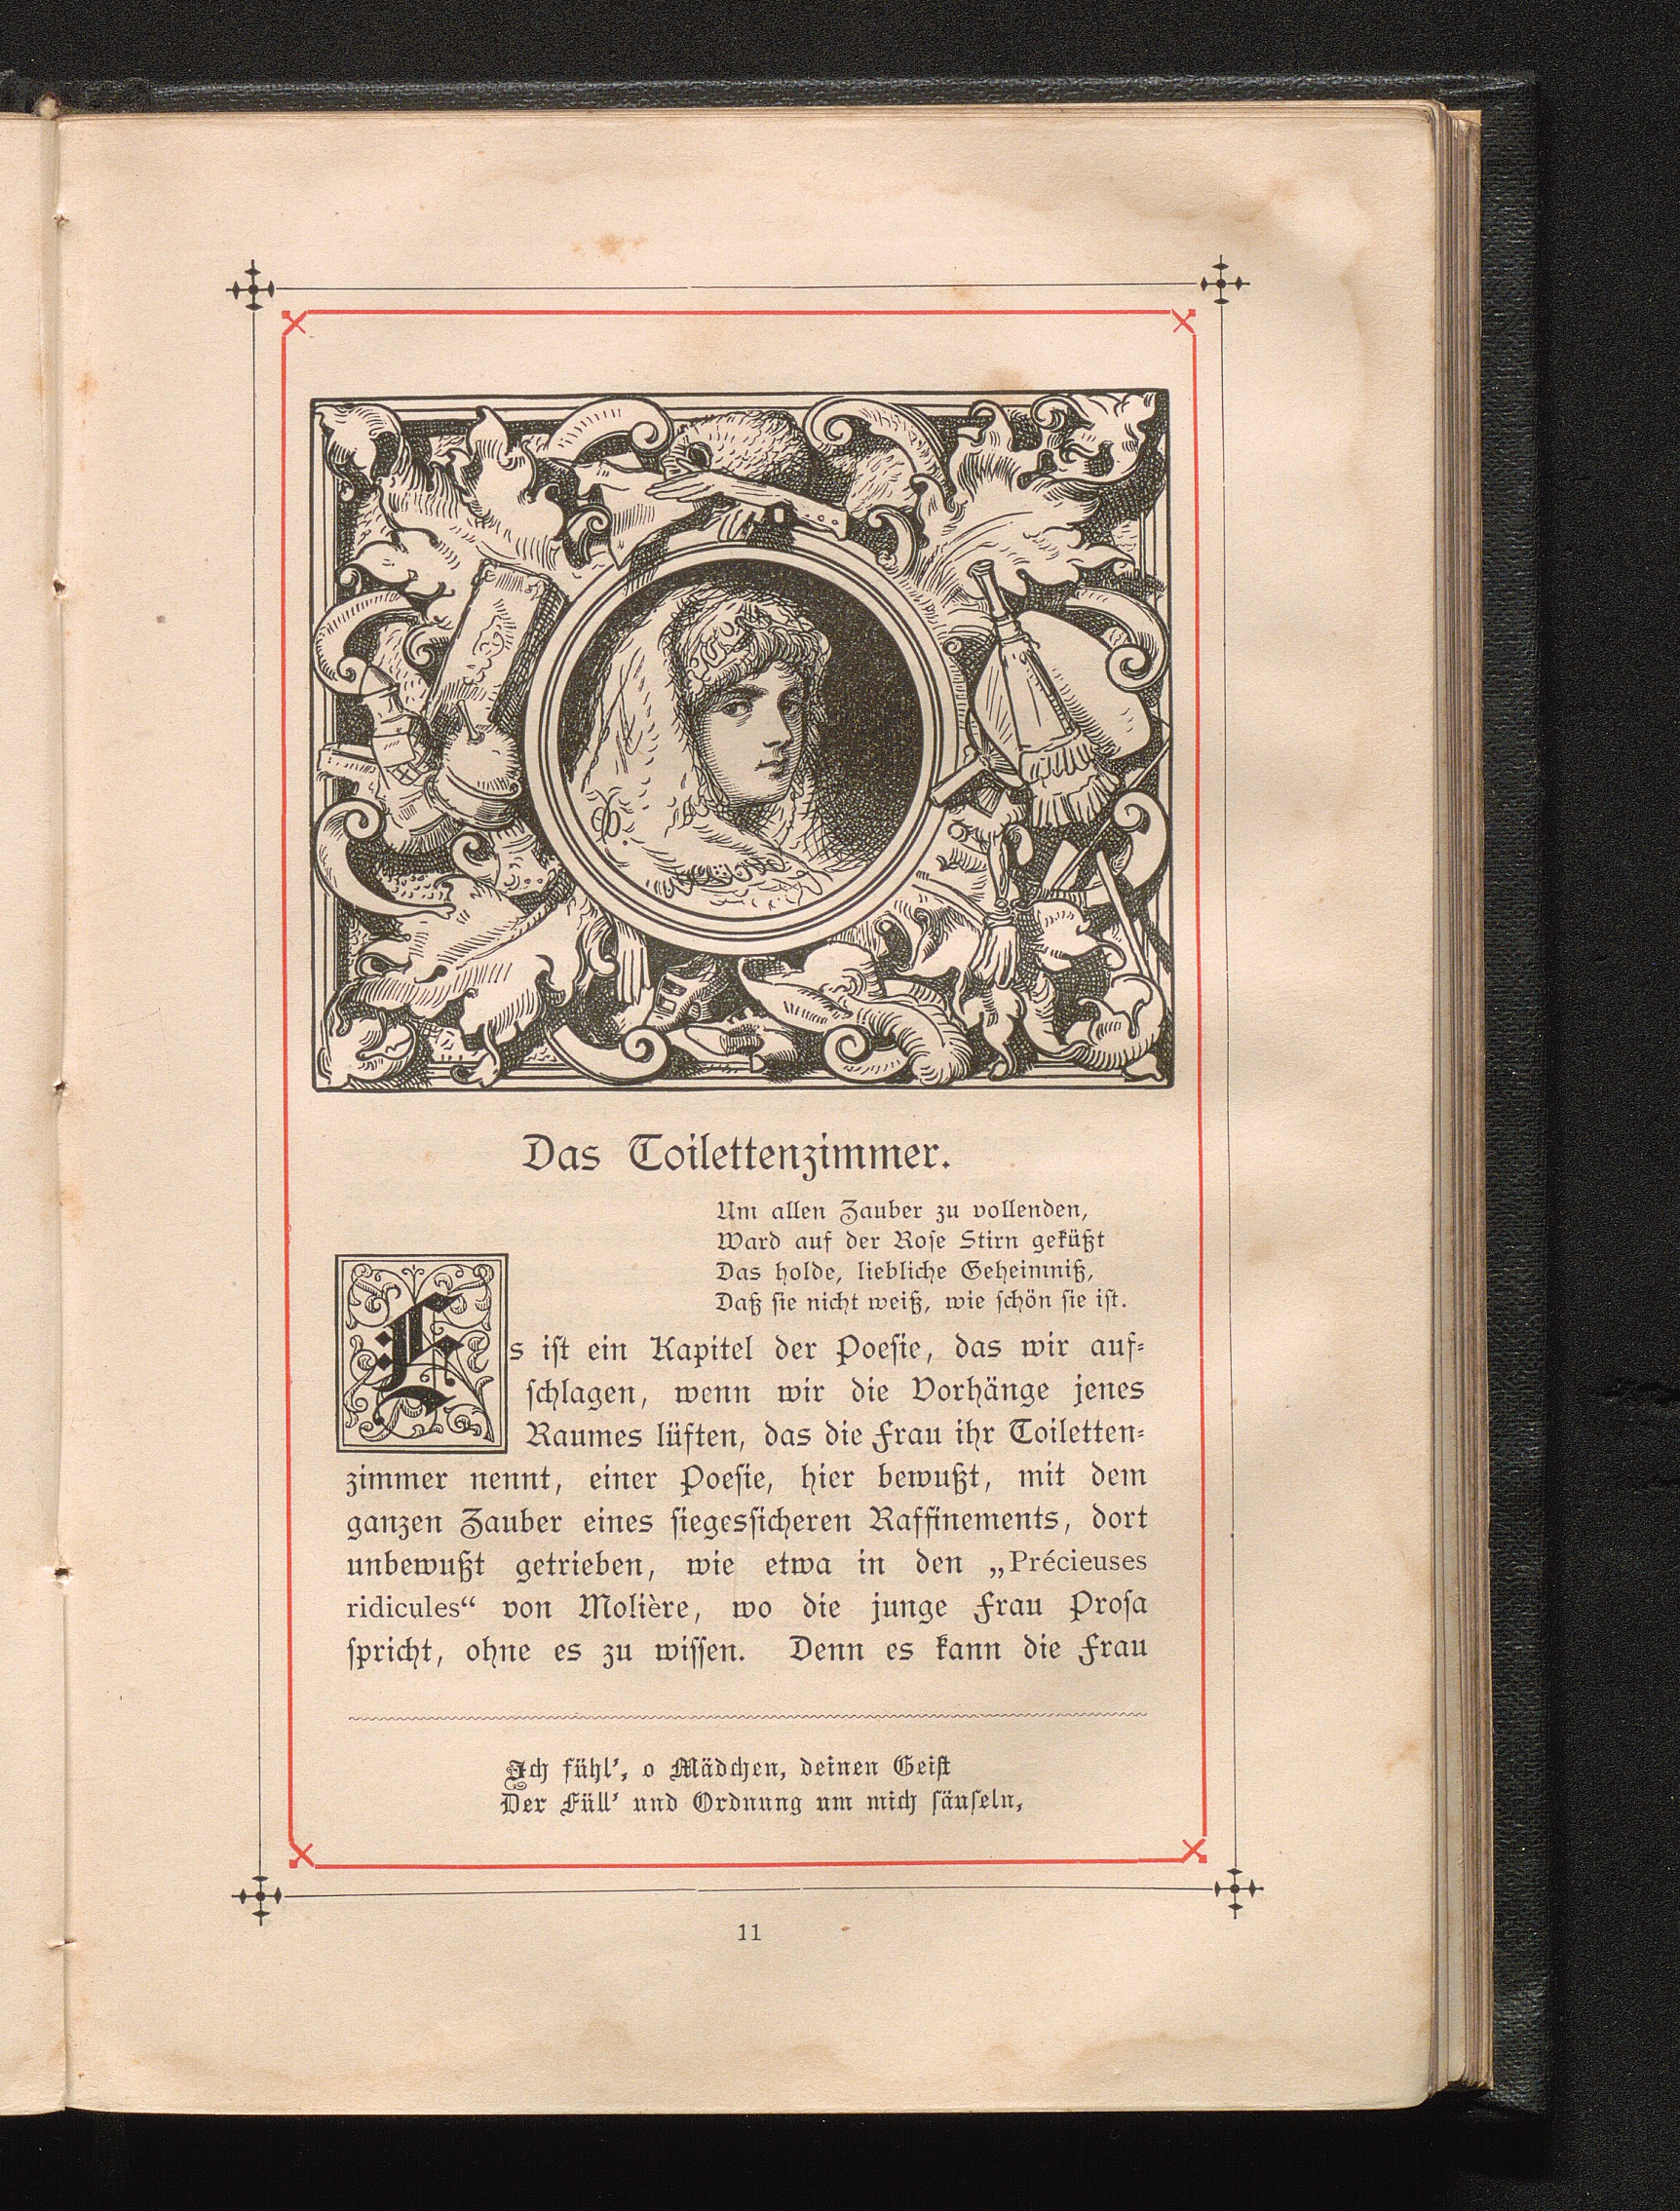 Das Toilettenzimmer.
Um allen Zauber zu vollenden,
Ward auf der Roſe Stirn geküßt
Das holde, liebliche Geheimniß,
Daß ſie nicht weiß, wie ſchön ſie iſt.
Es iſt ein Kapitel der Poeſie, das wir auf⸗
ſchlagen, wenn wir die Vorhänge jenes
Raumes lüften, das die Frau ihr Toiletten⸗
zimmer nennt, einer Poeſie, hier bewußt, mit dem
ganzen Zauber eines ſiegesſicheren Raffinements, dort
unbewußt getrieben, wie etwa in den „Précieuses
ridicules“ von Molière, wo die junge Frau Proſa
ſpricht, ohne es zu wiſſen. Denn es kann die Frau
Ich fühl’, o Mädchen, deinen Geiſt
Der Füll’ und Ordnung um mich ſäuſeln,
11